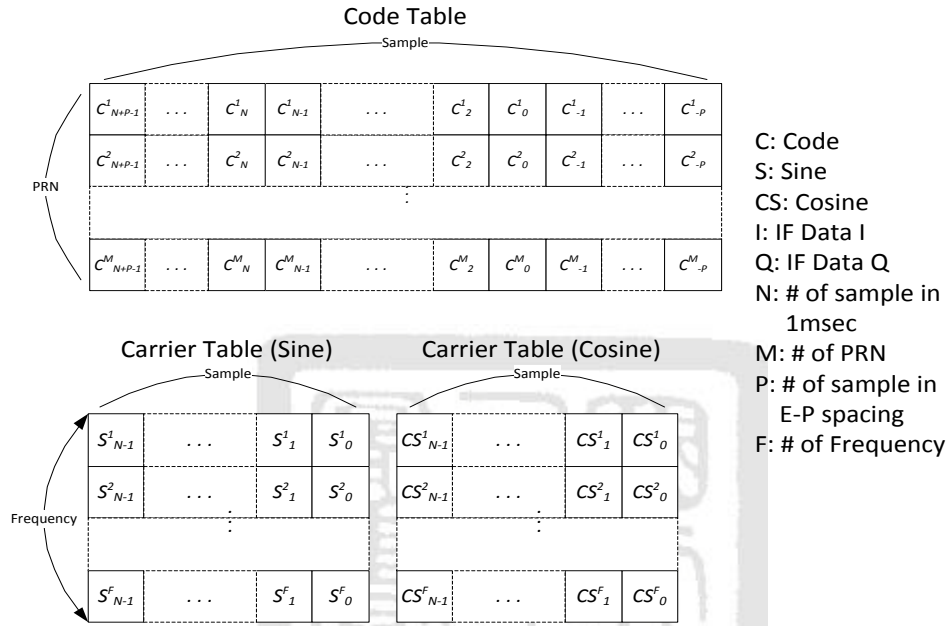 Code Table
Sample
C¹N+P-1 . . . C¹N C¹N-1 . . . C¹2 C¹0 C¹-1 . . . C¹-P
C²N+P-1 . . . C²N C²N-1 . . . C²2 C²0 C²-1 . . . C²-P
PRN
:
CᴹN+P-1 . . . CᴹN CᴹN-1 . . . Cᴹ2 Cᴹ0 Cᴹ-1 . . . Cᴹ-P
C: Code
S: Sine
CS: Cosine
I: IF Data I
Q: IF Data Q
N: # of sample in
1msec
M: # of PRN
P: # of sample in
E-P spacing
F: # of Frequency
Carrier Table (Sine)
Sample
S¹N-1 . . . S¹1 S¹0
S²N-1 . . . S²1 S²0
Frequency
⋮
SꟳN-1 . . . Sꟳ1 Sꟳ0
Carrier Table (Cosine)
Sample
CS¹N-1 . . . CS¹1 CS¹0
CS²N-1 . . . CS²1 CS²0
⋮
CSꟳN-1 . . . CSꟳ1 CSꟳ0